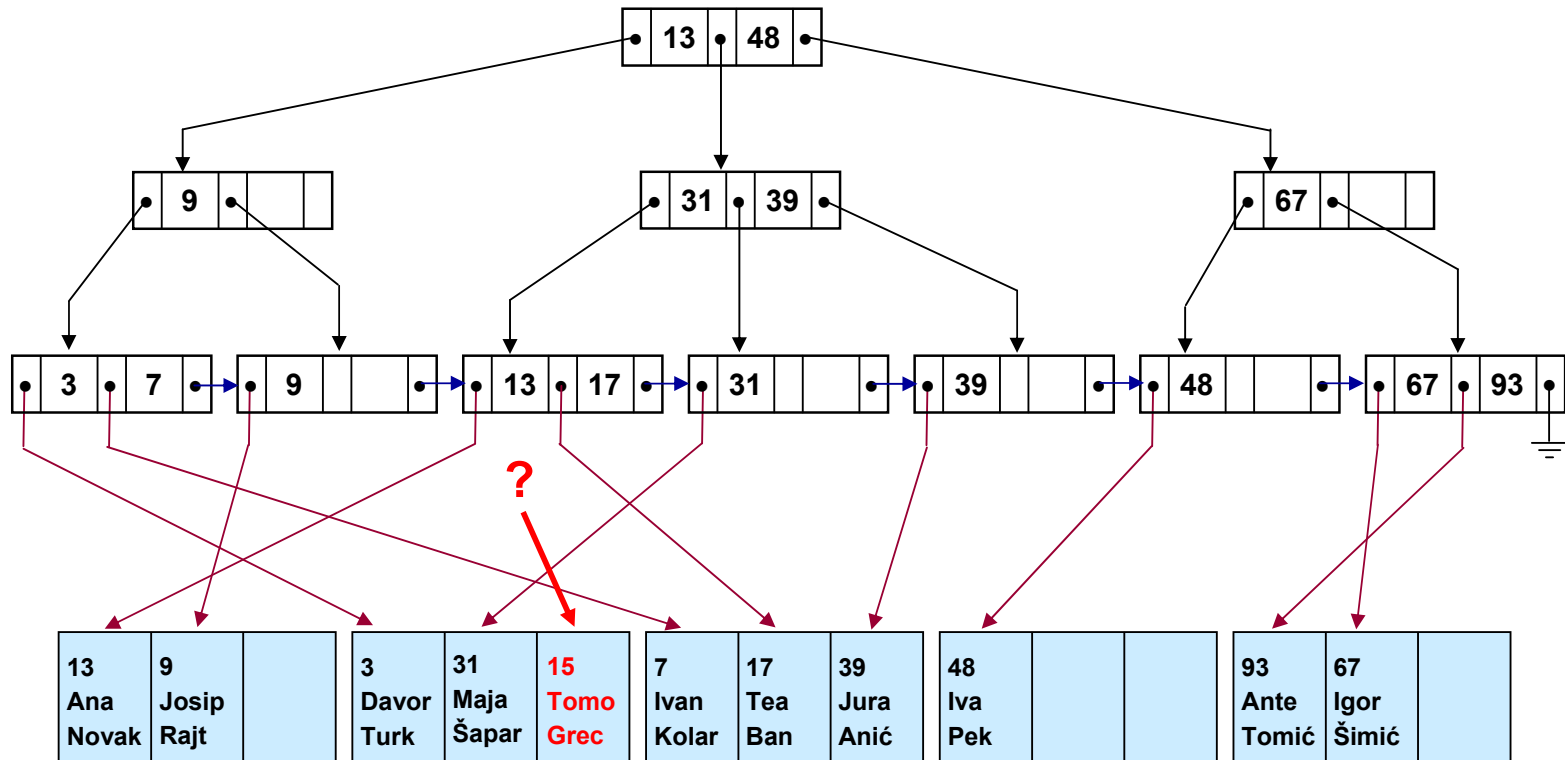 13 48
9
31 39
67
3 7
9
13 17
31
39
48
67 93
?
13
Ana
Novak
9
Josip
Rajt
3
Davor
Turk
31
Maja
Šapar
15
Tomo
Grec
7
Ivan
Kolar
17
Tea
Ban
39
Jura
Anić
48
Iva
Pek
93
Ante
Tomić
67
Igor
Šimić